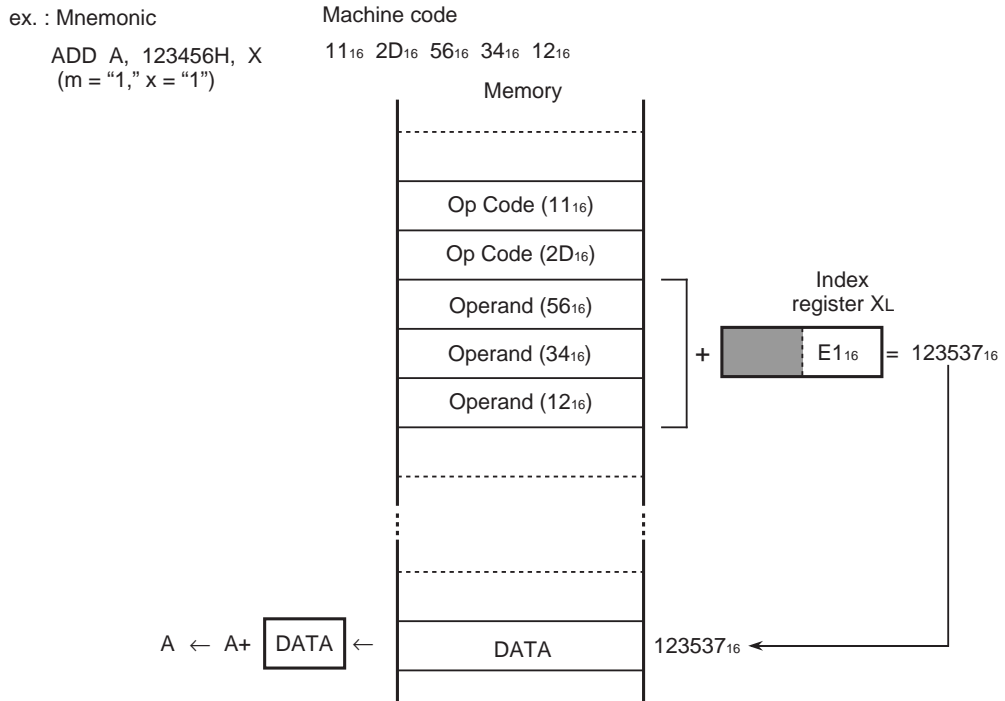 ex. : Mnemonic
Machine code
ADD A, 123456H, X
(m = “1,” x = “1”)
11₁₆ 2D₁₆ 56₁₆ 34₁₆ 12₁₆
Memory
Op Code (11₁₆)
Op Code (2D₁₆)
Operand (56₁₆)
Operand (34₁₆)
Operand (12₁₆)
Index
register XL
+ E1₁₆ = 123537₁₆
A ← A+ DATA ← DATA 123537₁₆